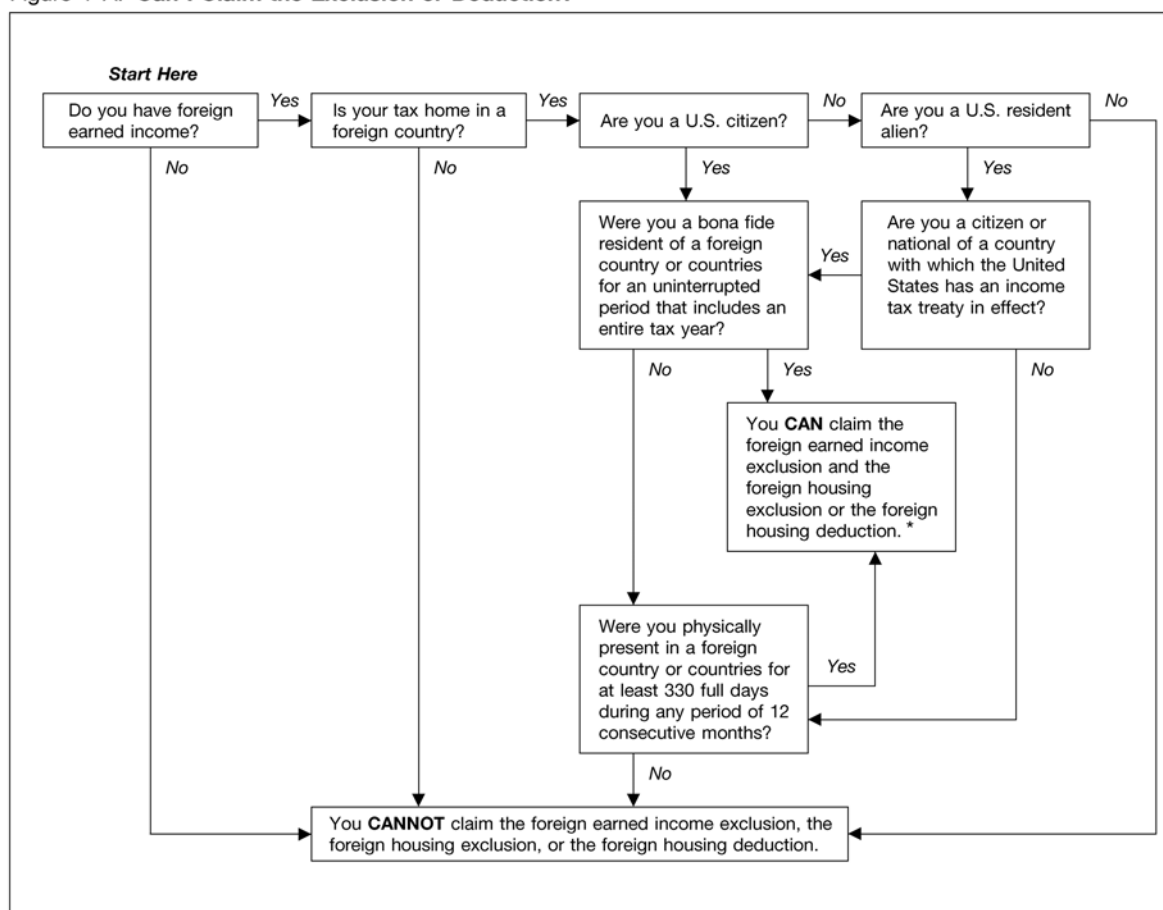 Figure Can I Claim the Exclusion or Deduction?
Start Here
Do you have foreign
earned income?
Yes
Is your tax home in a
foreign country?
Yes
Are you a U.S. citizen?
No
Are you a U.S. resident
alien?
No
No
No
Yes
Yes
Were you a bona fide
resident of a foreign
country or countries
for an uninterrupted
period that includes an
entire tax year?
Yes
Are you a citizen or
national of a country
with which the United
States has an income
tax treaty in effect?
No
Yes
No
You CAN claim the
foreign earned income
exclusion and the
foreign housing
exclusion or the foreign
housing deduction. *
Were you physically
present in a foreign
country or countries for
at least 330 full days
during any period of 12
consecutive months?
Yes
No
You CANNOT claim the foreign earned income exclusion, the
foreign housing exclusion, or the foreign housing deduction.